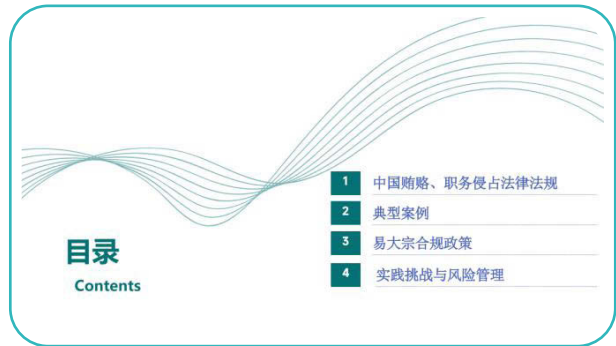 目录
Contents
1 中国贿赂、职务侵占法律法规
2 典型案例
3 易大宗合规政策
4 实践挑战与风险管理